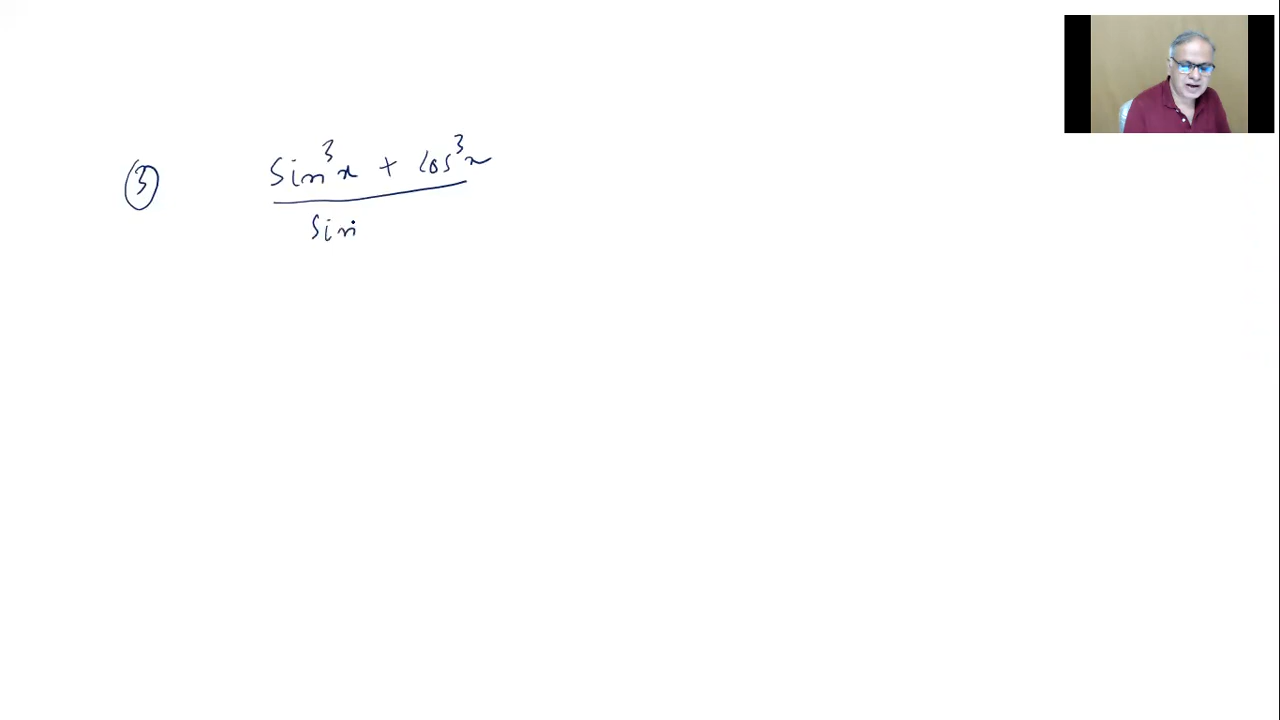 ③ sin³x + cos³x
sin